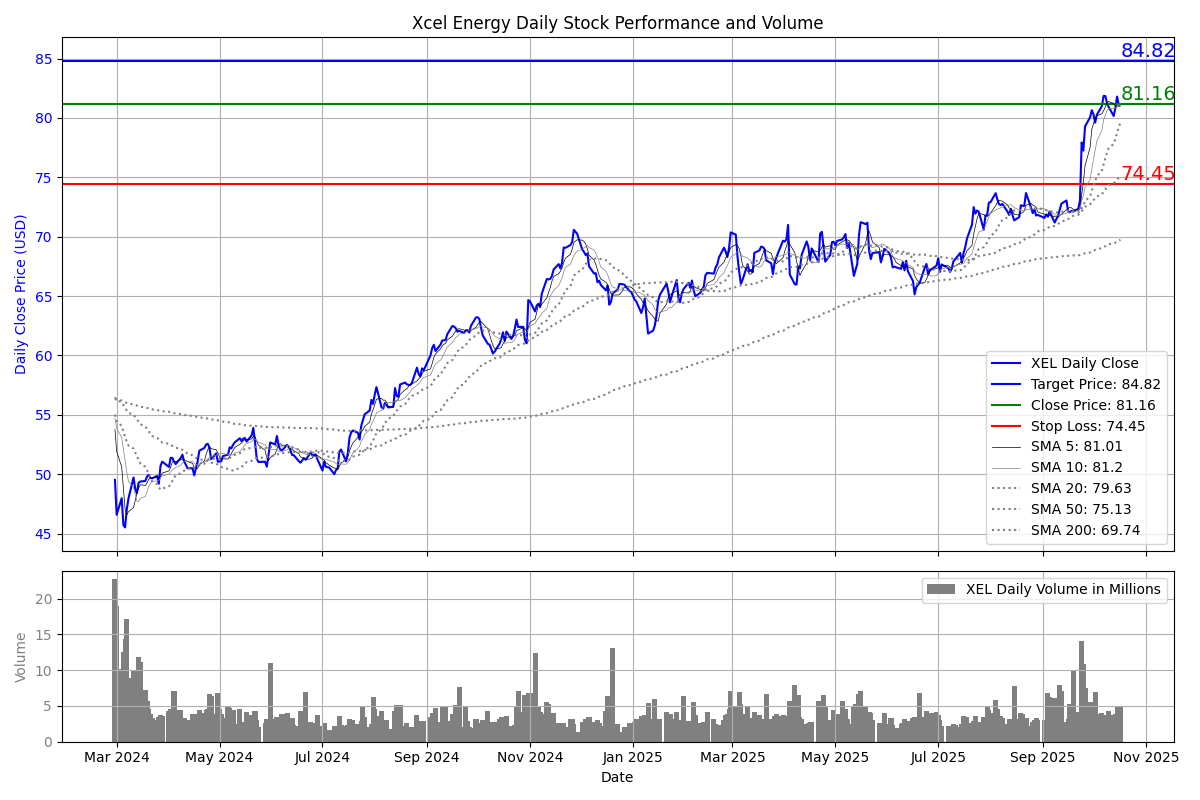 Xcel Energy Daily Stock Performance and Volume
84.82
81.16
74.45
85
80
75
70
65
60
55
50
45
Daily Close Price (USD)
XEL Daily Close
Target Price: 84.82
Close Price: 81.16
Stop Loss: 74.45
SMA 5: 81.01
SMA 10: 81.2
SMA 20: 79.63
SMA 50: 75.13
SMA 200: 69.74
XEL Daily Volume in Millions
20
15
10
5
0
Volume
Mar 2024 May 2024 Jul 2024 Sep 2024 Nov 2024 Jan 2025 Mar 2025 May 2025 Jul 2025 Sep 2025 Nov 2025
Date